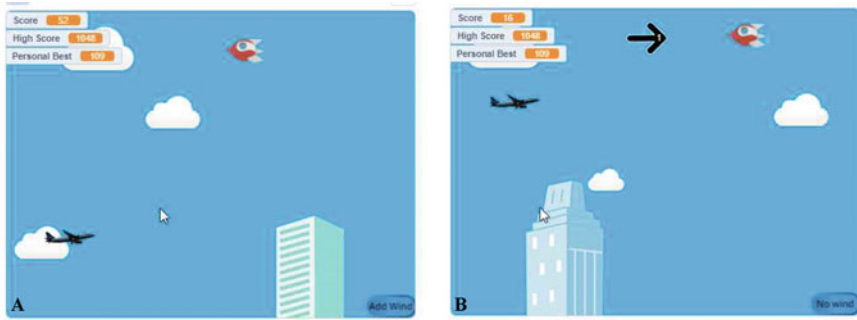 Score 52
High Score 1048
Personal Best 109
A
Add Wind
Score 16
High Score 1048
Personal Best 109
1
B
No wind